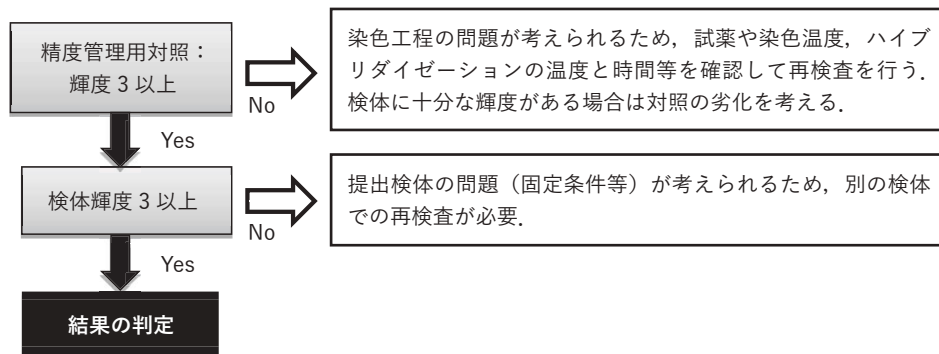 精度管理用対照：
輝度 3 以上
No
染色工程の問題が考えられるため，試薬や染色温度，ハイブ
リダイゼーションの温度と時間等を確認して再検査を行う．
検体に十分な輝度がある場合は対照の劣化を考える．
Yes
検体輝度 3 以上
No
提出検体の問題（固定条件等）が考えられるため，別の検体
での再検査が必要．
Yes
結果の判定